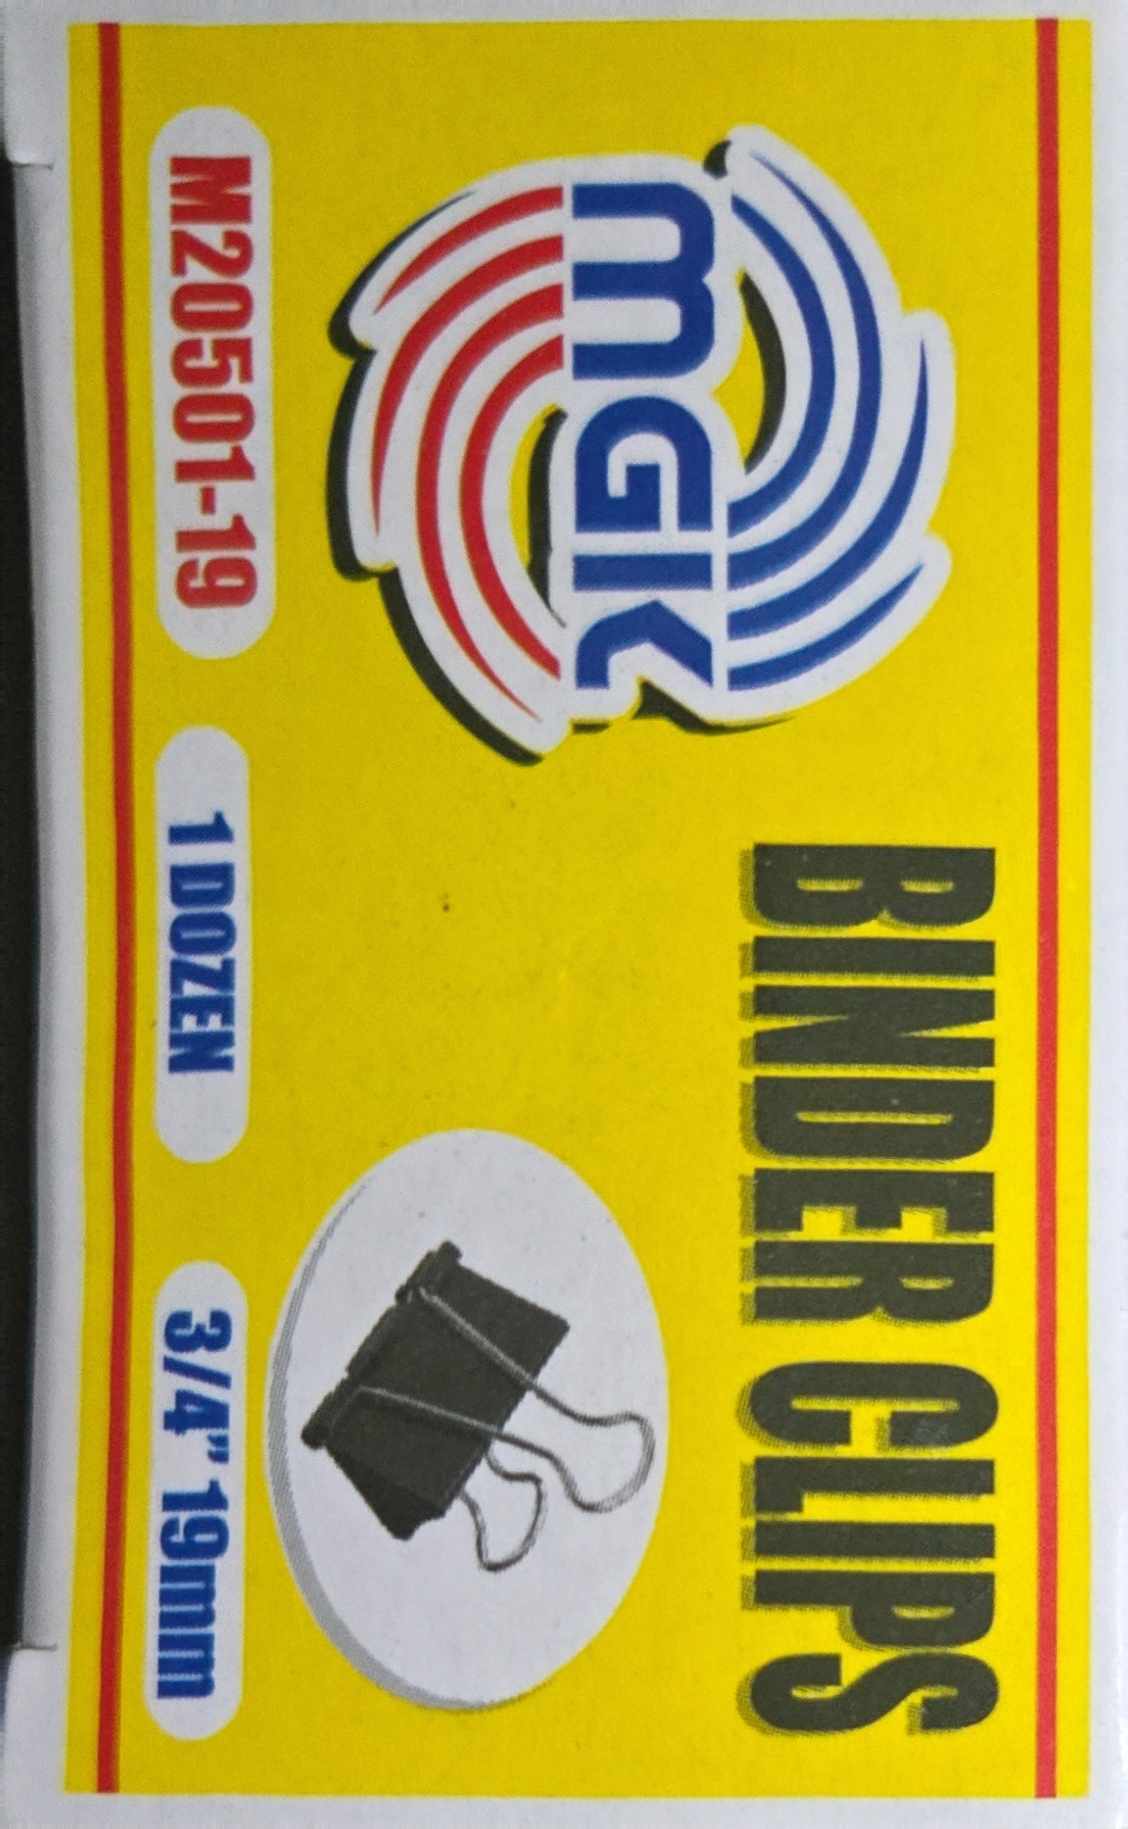 MGK
BINDER CLIPS
M20501-19
1 DOZEN
3/4” 19mm